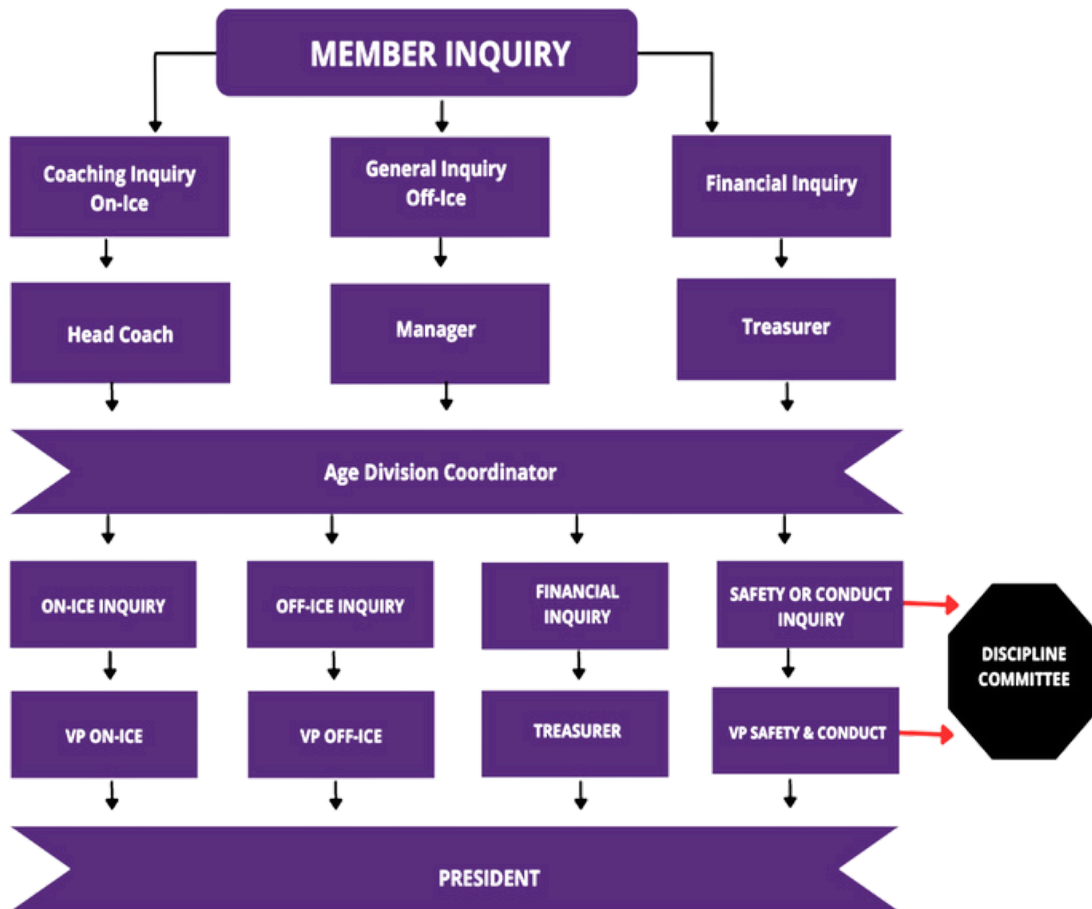 MEMBER INQUIRY
Coaching Inquiry
On-Ice
General Inquiry
Off-Ice
Financial Inquiry
Head Coach
Manager
Treasurer
Age Division Coordinator
ON-ICE INQUIRY
OFF-ICE INQUIRY
FINANCIAL
INQUIRY
SAFETY OR CONDUCT
INQUIRY
DISCIPLINE
COMMITTEE
VP ON-ICE
VP OFF-ICE
TREASURER
VP SAFETY & CONDUCT
PRESIDENT